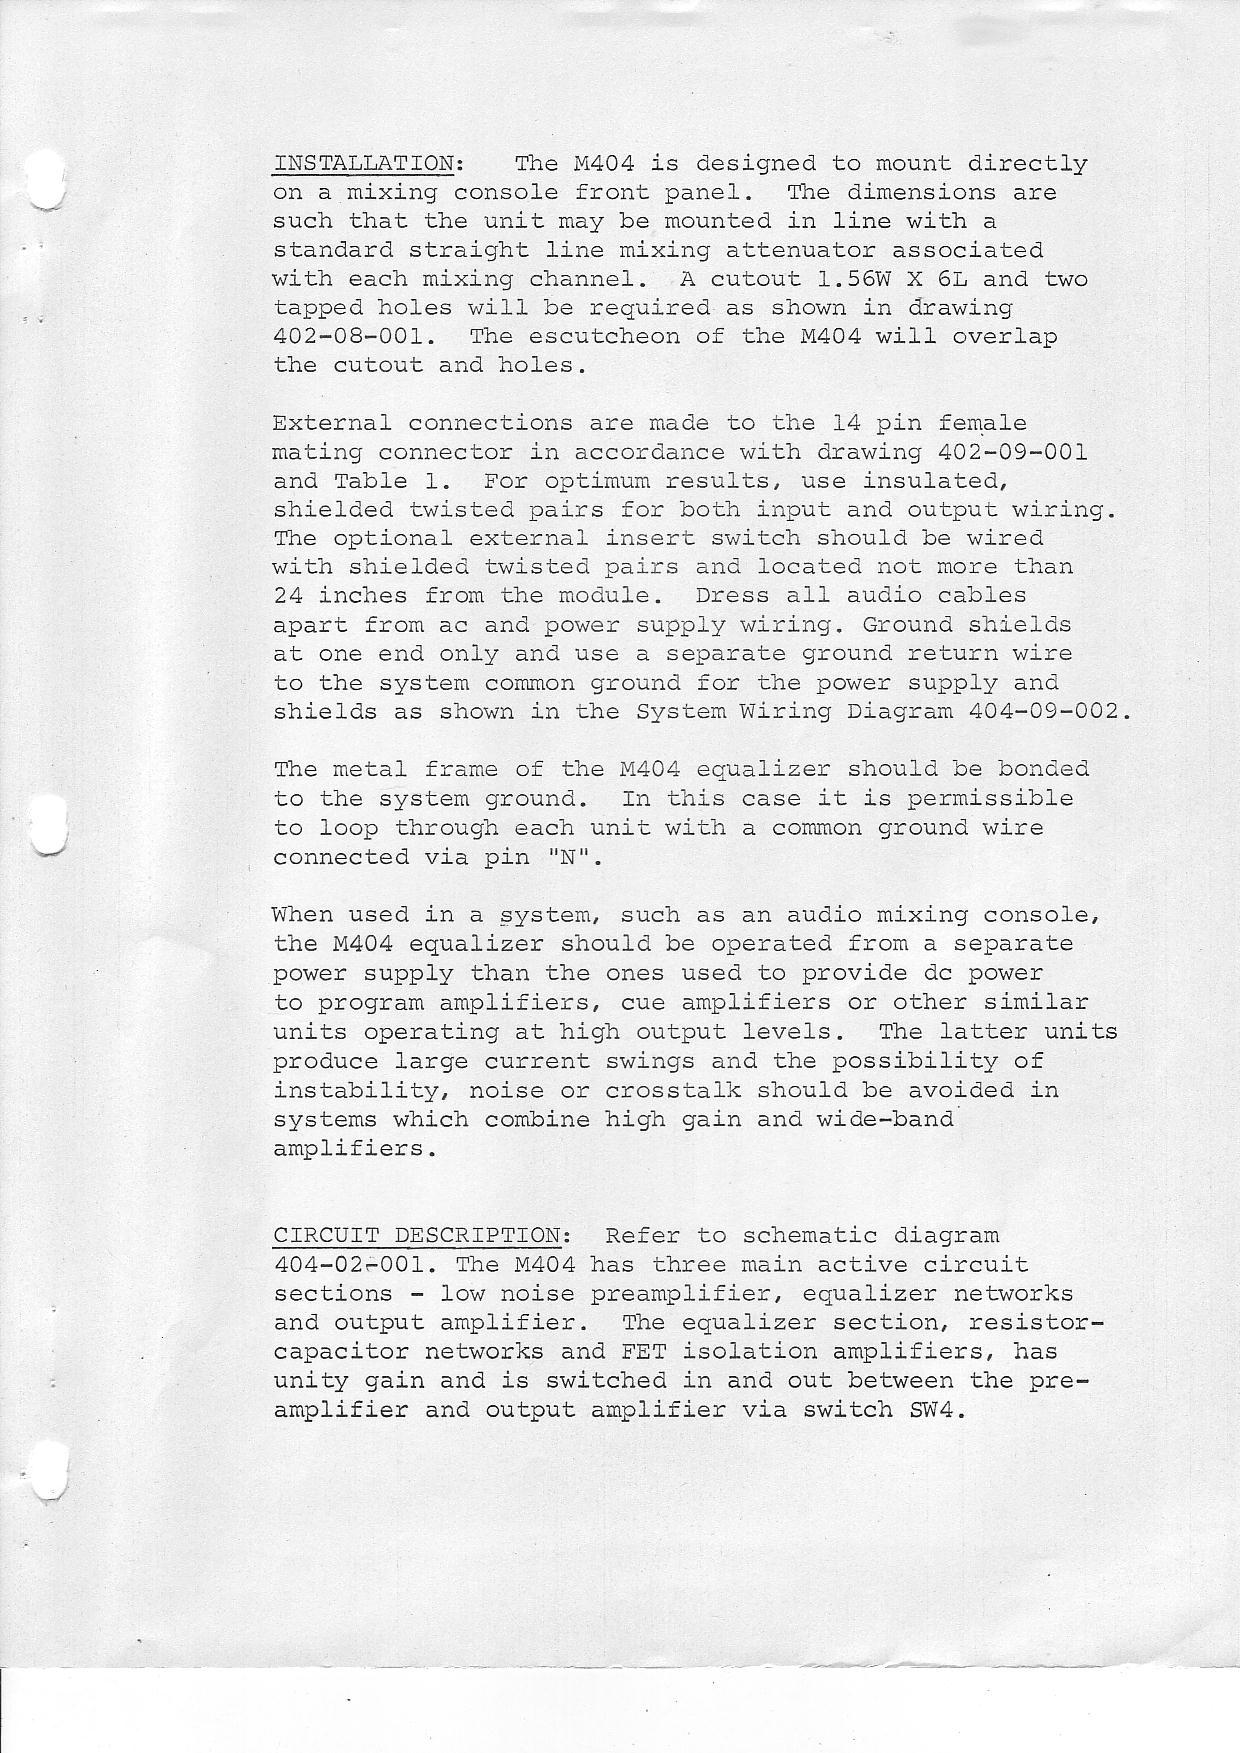 INSTALLATION:   The M404 is designed to mount directly
on a mixing console front panel.  The dimensions are
such that the unit may be mounted in line with a
standard straight line mixing attenuator associated
with each mixing channel.  A cutout 1.56W X 6L and two
tapped holes will be required as shown in drawing
402-08-001.  The escutcheon of the M404 will overlap
the cutout and holes.

External connections are made to the 14 pin female
mating connector in accordance with drawing 402-09-001
and Table 1.  For optimum results, use insulated,
shielded twisted pairs for both input and output wiring.
The optional external insert switch should be wired
with shielded twisted pairs and located not more than
24 inches from the module.  Dress all audio cables
apart from ac and power supply wiring. Ground shields
at one end only and use a separate ground return wire
to the system common ground for the power supply and
shields as shown in the System Wiring Diagram 404-09-002.

The metal frame of the M404 equalizer should be bonded
to the system ground.  In this case it is permissible
to loop through each unit with a common ground wire
connected via pin "N".

When used in a system, such as an audio mixing console,
the M404 equalizer should be operated from a separate
power supply than the ones used to provide dc power
to program amplifiers, cue amplifiers or other similar
units operating at high output levels.  The latter units
produce large current swings and the possibility of
instability, noise or crosstalk should be avoided in
systems which combine high gain and wide-band
amplifiers.

CIRCUIT DESCRIPTION:  Refer to schematic diagram
404-02-001. The M404 has three main active circuit
sections - low noise preamplifier, equalizer networks
and output amplifier.  The equalizer section, resistor-
capacitor networks and FET isolation amplifiers, has
unity gain and is switched in and out between the pre-
amplifier and output amplifier via switch SW4.